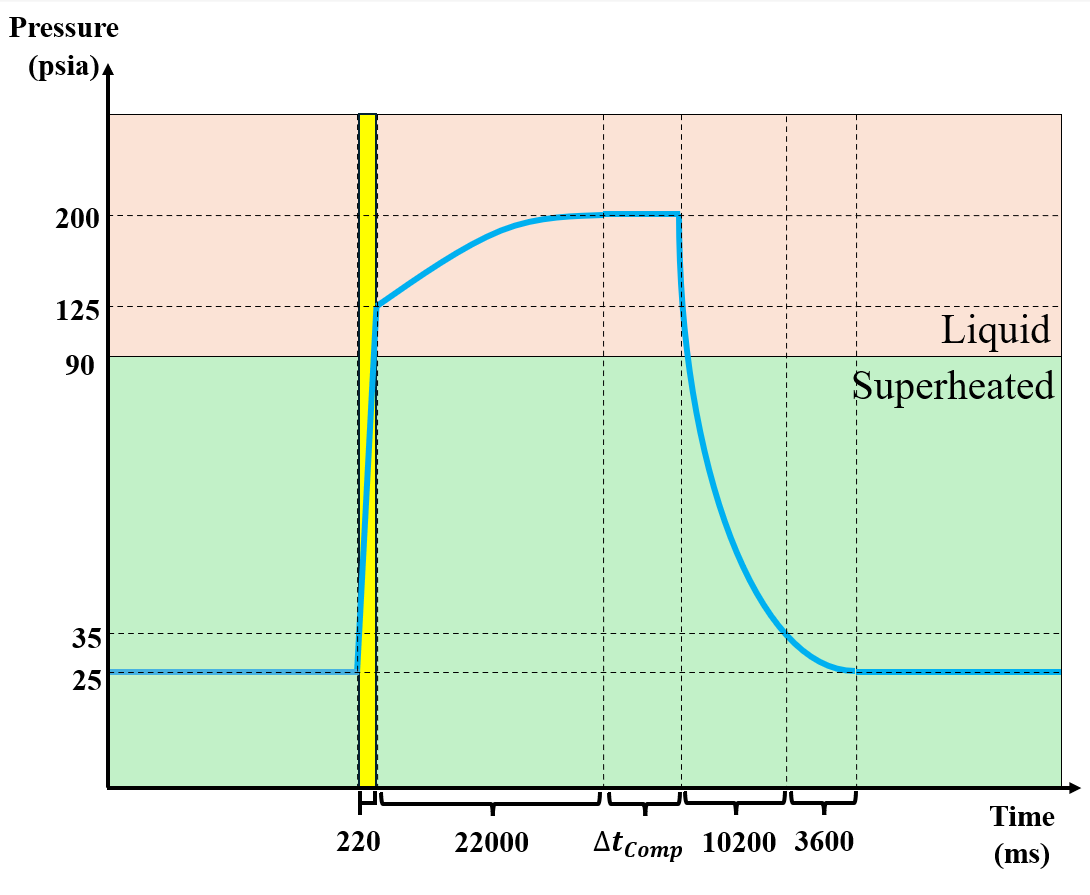 Pressure
(psia)
200
125
Liquid
90
Superheated
35
25
Time
(ms)
220
22000
Δt_Comp
10200
3600